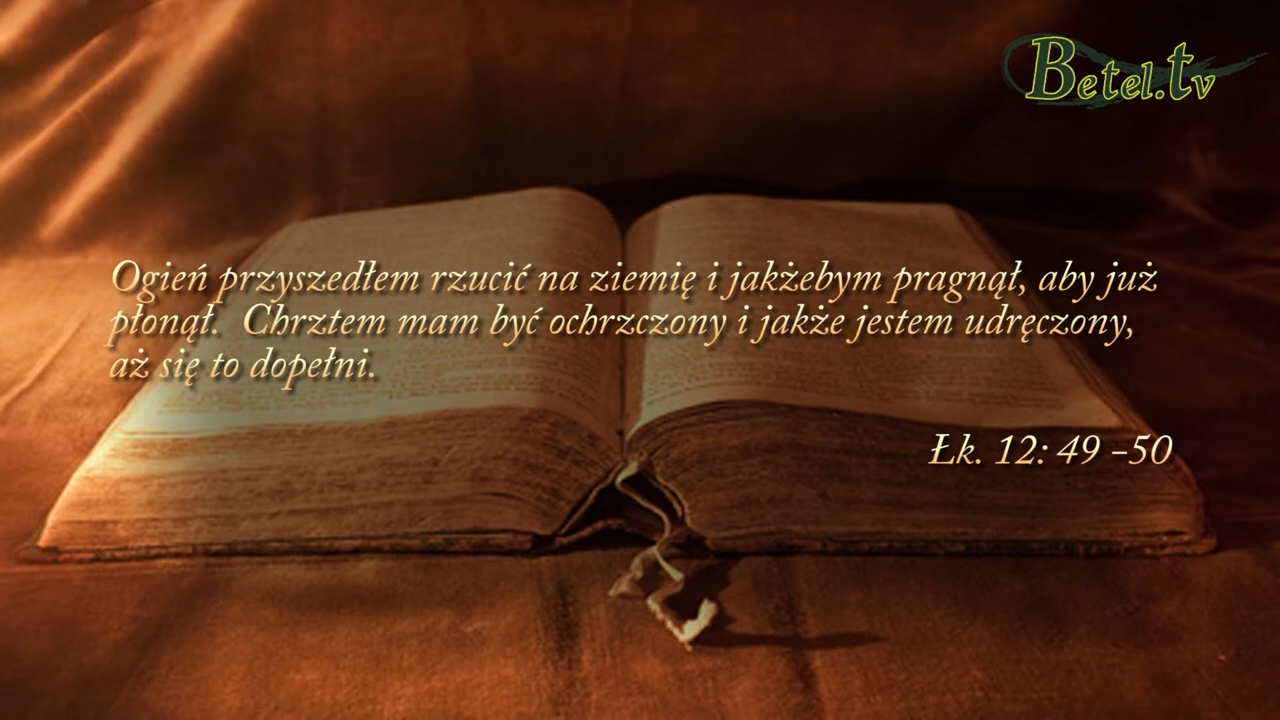 Betel.tv
Ogień przyszedłem rzucić na ziemię i jakżebym pragnął, aby już
płonął. Chrztem mam być ochrzczony i jakże jestem udręczony,
aż się to dopełni.
Łk. 12: 49 -50